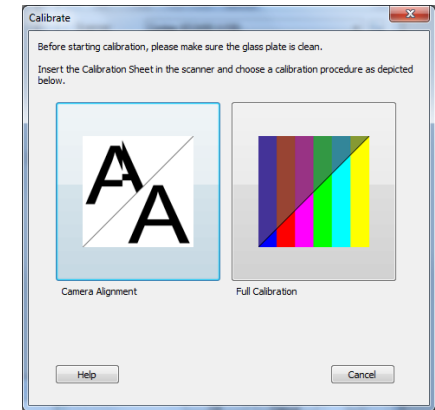 Calibrate
Before starting calibration, please make sure the glass plate is clean.
Insert the Calibration Sheet in the scanner and choose a calibration procedure as depicted
below.
A
A
Camera Alignment
Full Calibration
Help
Cancel